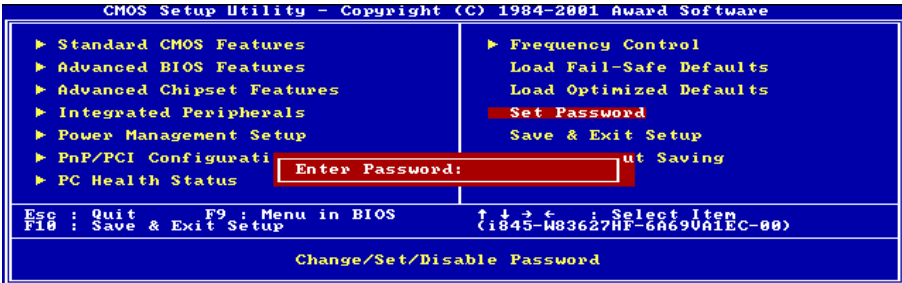 CMOS Setup Utility - Copyright (C) 1984-2001 Award Software
► Standard CMOS Features
► Advanced BIOS Features
► Advanced Chipset Features
► Integrated Peripherals
► Power Management Setup
► PnP/PCI Configurati
► PC Health Status
► Frequency Control
Load Fail-Safe Defaults
Load Optimized Defaults
Set Password
Save & Exit Setup
ut Saving
Enter Password:
Esc : Quit F9 : Menu in BIOS ↑ ↓ → ← : Select Item
F10 : Save & Exit Setup (i845-W83627HF-6A69VA1EC-00)
Change/Set/Disable Password